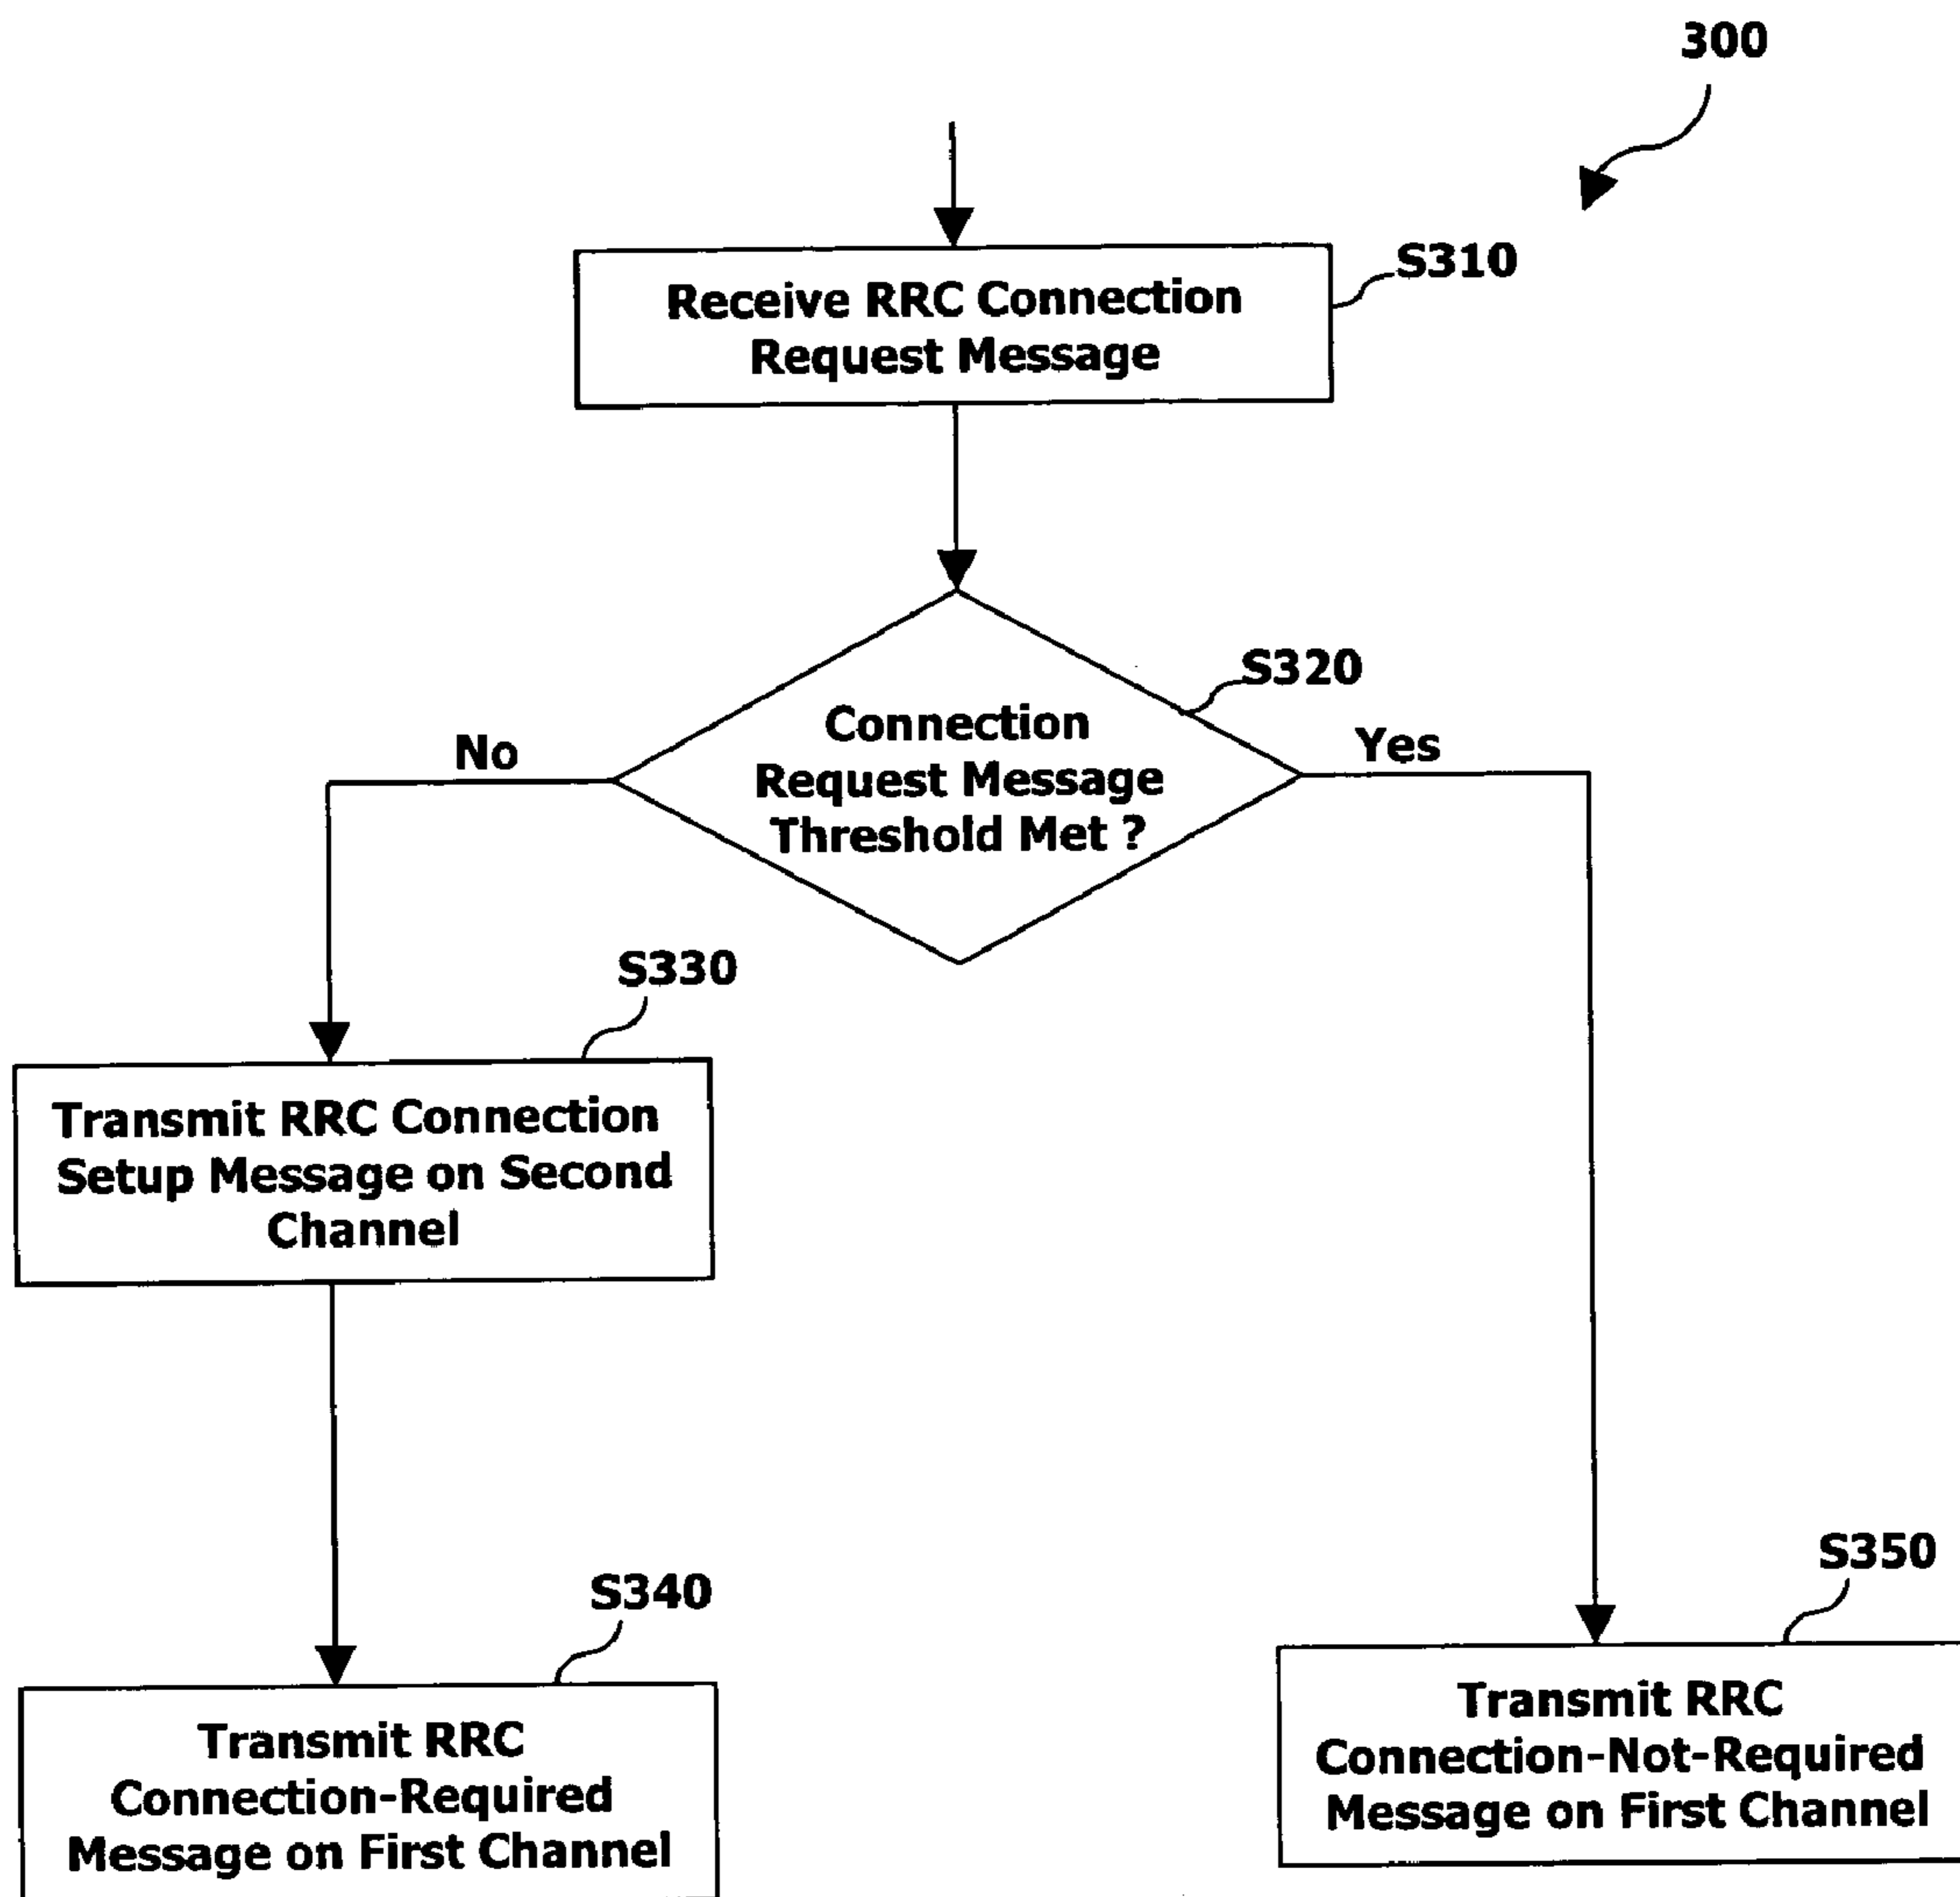 300
S310
Receive RRC Connection
Request Message
S320
Connection
Request Message
Threshold Met ?
No
Yes
S330
Transmit RRC Connection
Setup Message on Second
Channel
S340
Transmit RRC
Connection-Required
Message on First Channel
S350
Transmit RRC
Connection-Not-Required
Message on First Channel